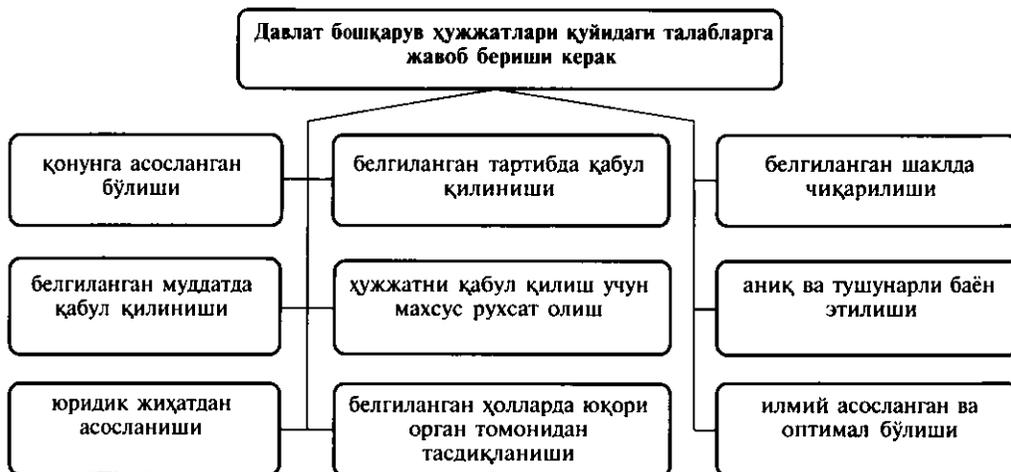 Давлат бошқарув ҳужжатлари қуйидаги талабларга
жавоб бериши керак
қонунга асосланган
бўлиши
белгиланган тартибда қабул
қилиниши
белгиланган шаклда
чиқарилиши
белгиланган муддатда
қабул қилиниши
ҳужжатни қабул қилиш учун
махсус рухсат олиш
аниқ ва тушунарли баён
этилиши
юридик жиҳатдан
асосланиши
белгиланган ҳолларда юқори
орган томонидан
тасдиқланиши
илмий асосланган ва
оптимал бўлиши